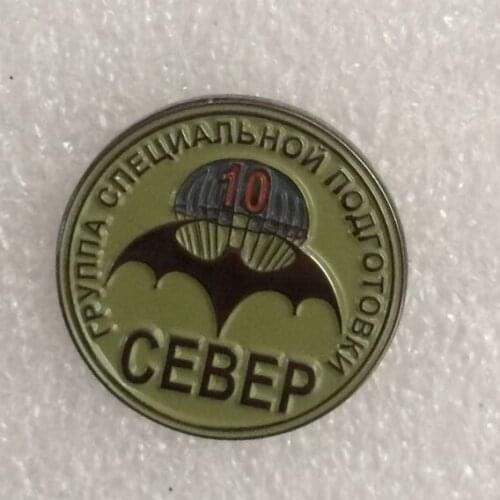 ГРУППА СПЕЦИАЛЬНОЙ ПОДГОТОВКИ
10
СЕВЕР